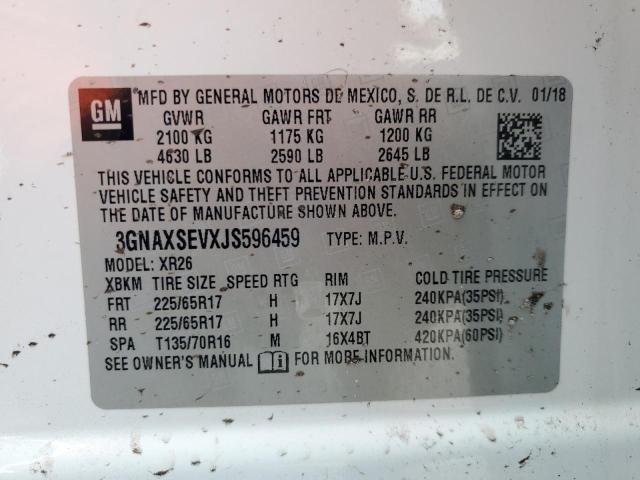 GM MFD BY GENERAL MOTORS DE MEXICO, S. DE R.L. DE C.V. 01/18
GVWR GAWR FRT GAWR RR
2100 KG 1175 KG 1200 KG
4630 LB 2590 LB 2645 LB
THIS VEHICLE CONFORMS TO ALL APPLICABLE U.S. FEDERAL MOTOR
VEHICLE SAFETY AND THEFT PREVENTION STANDARDS IN EFFECT ON
THE DATE OF MANUFACTURE SHOWN ABOVE.
3GNAXSEVXJS596459 TYPE: M.P.V.
MODEL: XR26
XBKM TIRE SIZE SPEED RTG RIM COLD TIRE PRESSURE
FRT 225/65R17 H 17X7J 240KPA(35PSI)
RR 225/65R17 H 17X7J 240KPA(35PSI)
SPA T135/70R16 M 16X4BT 420KPA(60PSI)
SEE OWNER'S MANUAL FOR MORE INFORMATION.